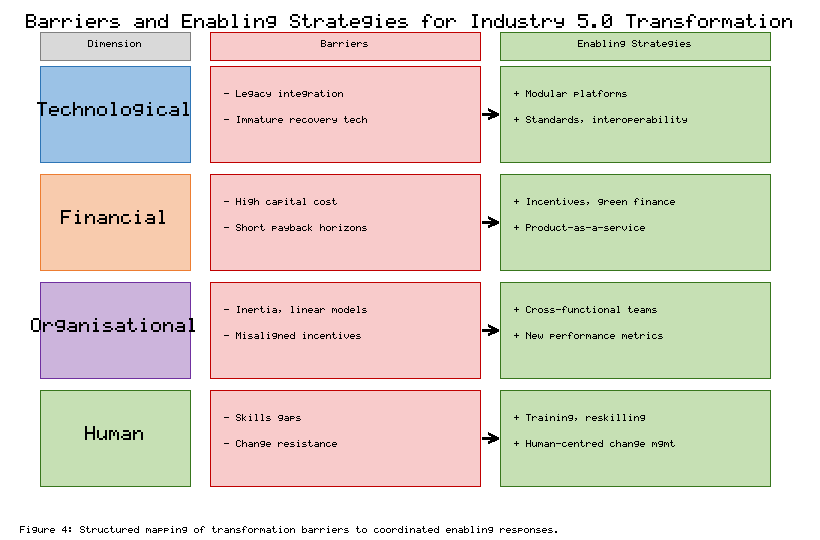 Barriers and Enabling Strategies for Industry 5.0 Transformation
Dimension
Barriers
Enabling Strategies
Technological
- Legacy integration
- Immature recovery tech
+ Modular platforms
+ Standards, interoperability
Financial
- High capital cost
- Short payback horizons
+ Incentives, green finance
+ Product-as-a-service
Organisational
- Inertia, linear models
- Misaligned incentives
+ Cross-functional teams
+ New performance metrics
Human
- Skills gaps
- Change resistance
+ Training, reskilling
+ Human-centred change mgmt
Figure 4: Structured mapping of transformation barriers to coordinated enabling responses.